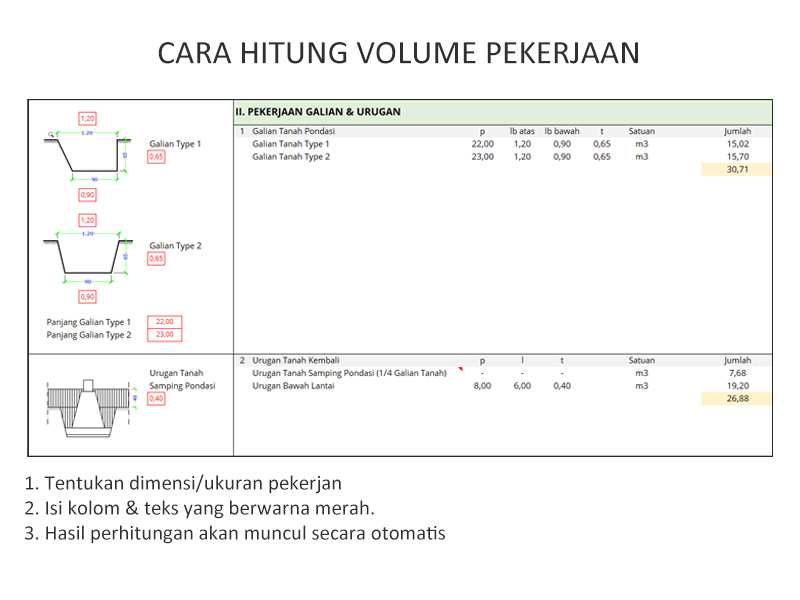 CARA HITUNG VOLUME PEKERJAAN
1,20
1.20
Galian Type 1
0,65
65
90
0,90
1,20
1.20
Galian Type 2
0,65
65
90
0,90
Panjang Galian Type 1 22,00
Panjang Galian Type 2 23,00
II. PEKERJAAN GALIAN & URUGAN
1 Galian Tanah Pondasi p lb atas lb bawah t Satuan Jumlah
Galian Tanah Type 1 22,00 1,20 0,90 0,65 m3 15,02
Galian Tanah Type 2 23,00 1,20 0,90 0,65 m3 15,70
30,71
Urugan Tanah
Samping Pondasi
0,40
40
2 Urugan Tanah Kembali p l t Satuan Jumlah
Urugan Tanah Samping Pondasi (1/4 Galian Tanah) - - - m3 7,68
Urugan Bawah Lantai 8,00 6,00 0,40 m3 19,20
26,88
1. Tentukan dimensi/ukuran pekerjan
2. Isi kolom & teks yang berwarna merah.
3. Hasil perhitungan akan muncul secara otomatis